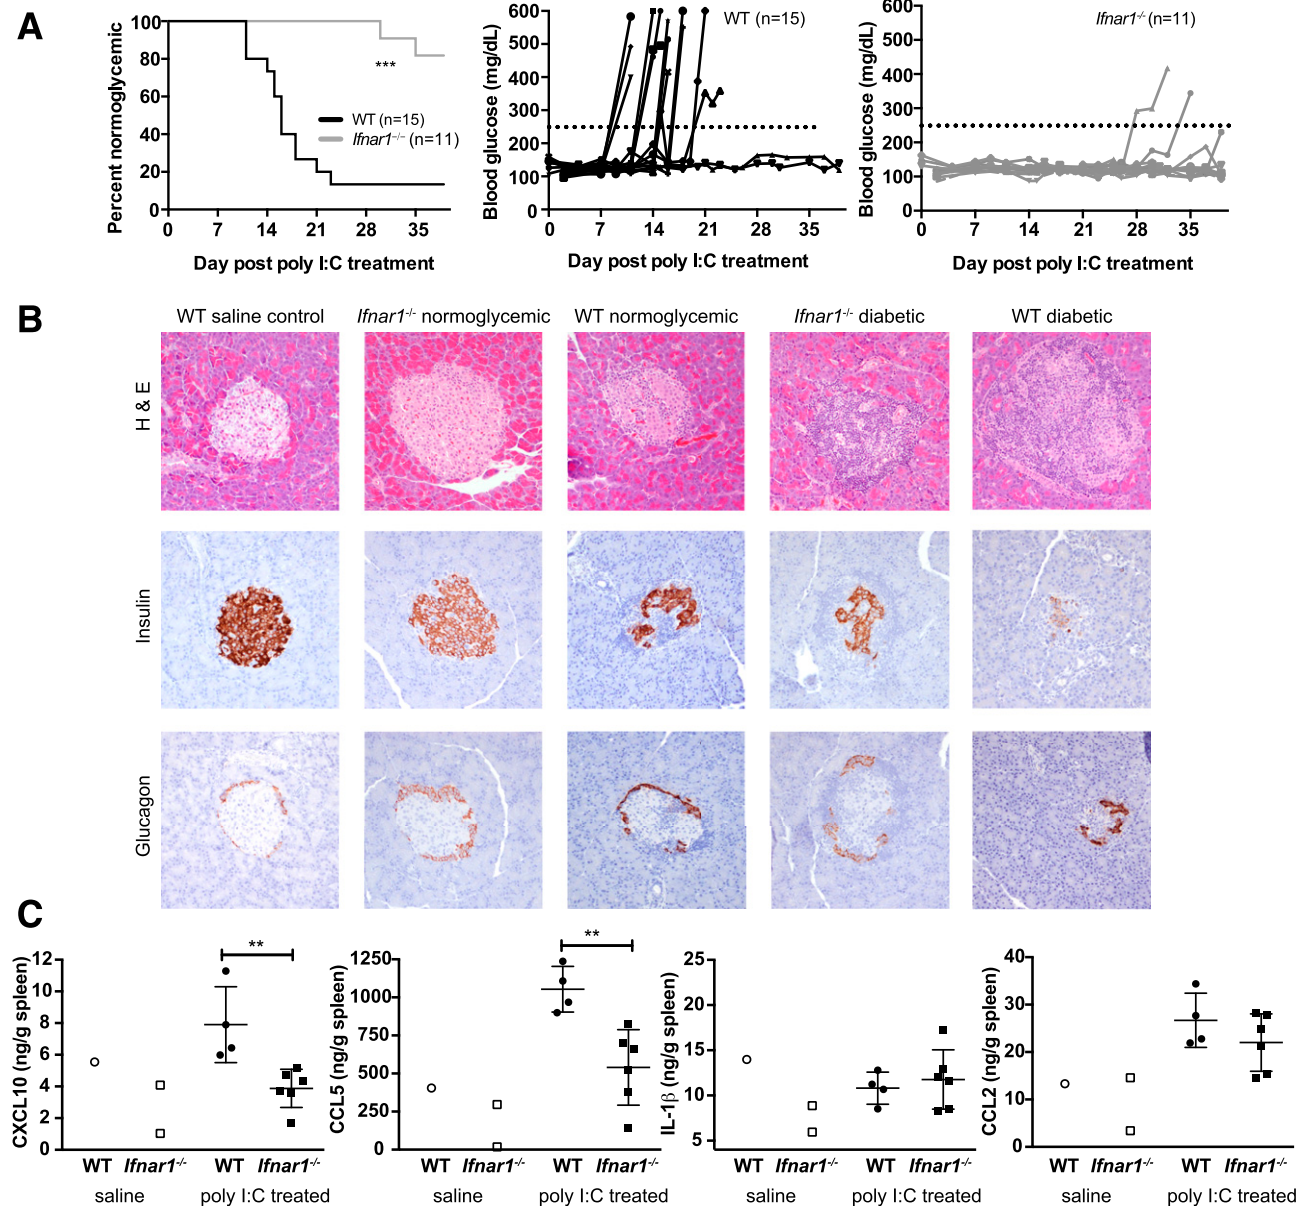 A
100
80
60
40
20
0
Percent normoglycemic
***
WT (n=15)
Ifnar1-/- (n=11)
0 7 14 21 28 35
Day post poly I:C treatment
600
500
400
300
200
100
0
Blood glucose (mg/dL)
WT (n=15)
0 7 14 21 28 35
Day post poly I:C treatment
600
500
400
300
200
100
0
Blood glucose (mg/dL)
Ifnar1-/- (n=11)
0 7 14 21 28 35
Day post poly I:C treatment
B
WT saline control Ifnar1-/- normoglycemic WT normoglycemic Ifnar1-/- diabetic WT diabetic
H & E
Insulin
Glucagon
C
12
10
8
6
4
2
0
CXCL10 (ng/g spleen)
**
WT Ifnar1-/- WT Ifnar1-/-
saline poly I:C treated
1250
1000
750
500
250
0
CCL5 (ng/g spleen)
**
WT Ifnar1-/- WT Ifnar1-/-
saline poly I:C treated
25
20
15
10
5
IL-1β (ng/g spleen)
WT Ifnar1-/- WT Ifnar1-/-
saline poly I:C treated
40
30
20
10
0
CCL2 (ng/g spleen)
WT Ifnar1-/- WT Ifnar1-/-
saline poly I:C treated